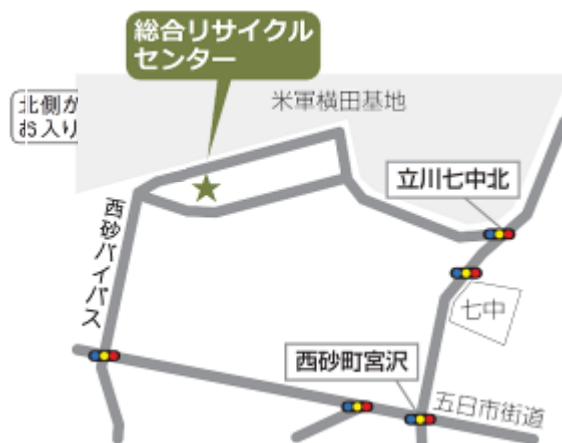 総合リサイクル
センター
米軍横田基地
北側か
お入り
立川七中北
西砂バイパス
七中
西砂町宮沢
五日市街道